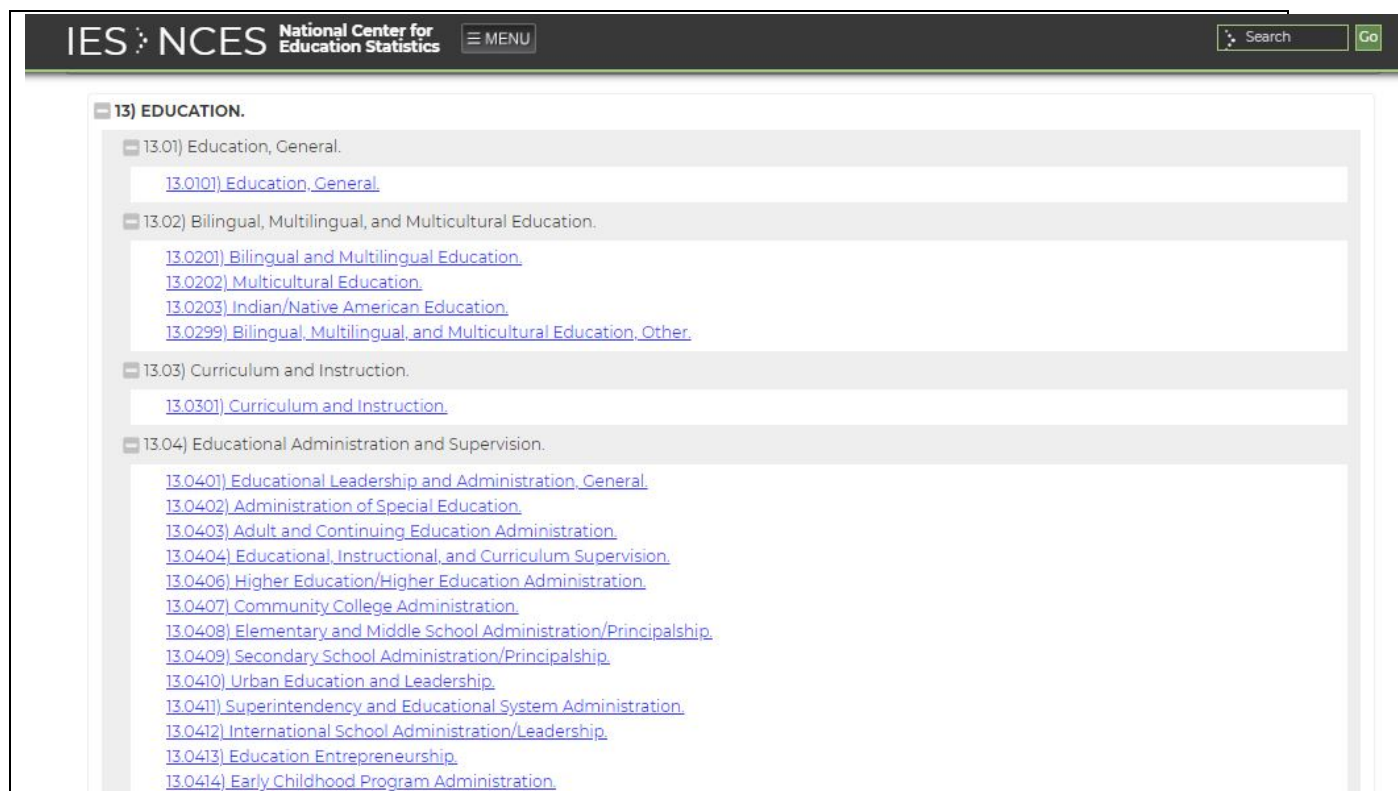 IES NCES National Center for Education Statistics ☰ MENU Search Go
13) EDUCATION.
13.01) Education, General.
13.0101) Education, General.
13.02) Bilingual, Multilingual, and Multicultural Education.
13.0201) Bilingual and Multilingual Education.
13.0202) Multicultural Education.
13.0203) Indian/Native American Education.
13.0299) Bilingual, Multilingual, and Multicultural Education, Other.
13.03) Curriculum and Instruction.
13.0301) Curriculum and Instruction.
13.04) Educational Administration and Supervision.
13.0401) Educational Leadership and Administration, General.
13.0402) Administration of Special Education.
13.0403) Adult and Continuing Education Administration.
13.0404) Educational, Instructional, and Curriculum Supervision.
13.0406) Higher Education/Higher Education Administration.
13.0407) Community College Administration.
13.0408) Elementary and Middle School Administration/Principalship.
13.0409) Secondary School Administration/Principalship.
13.0410) Urban Education and Leadership.
13.0411) Superintendency and Educational System Administration.
13.0412) International School Administration/Leadership.
13.0413) Education Entrepreneurship.
13.0414) Early Childhood Program Administration.